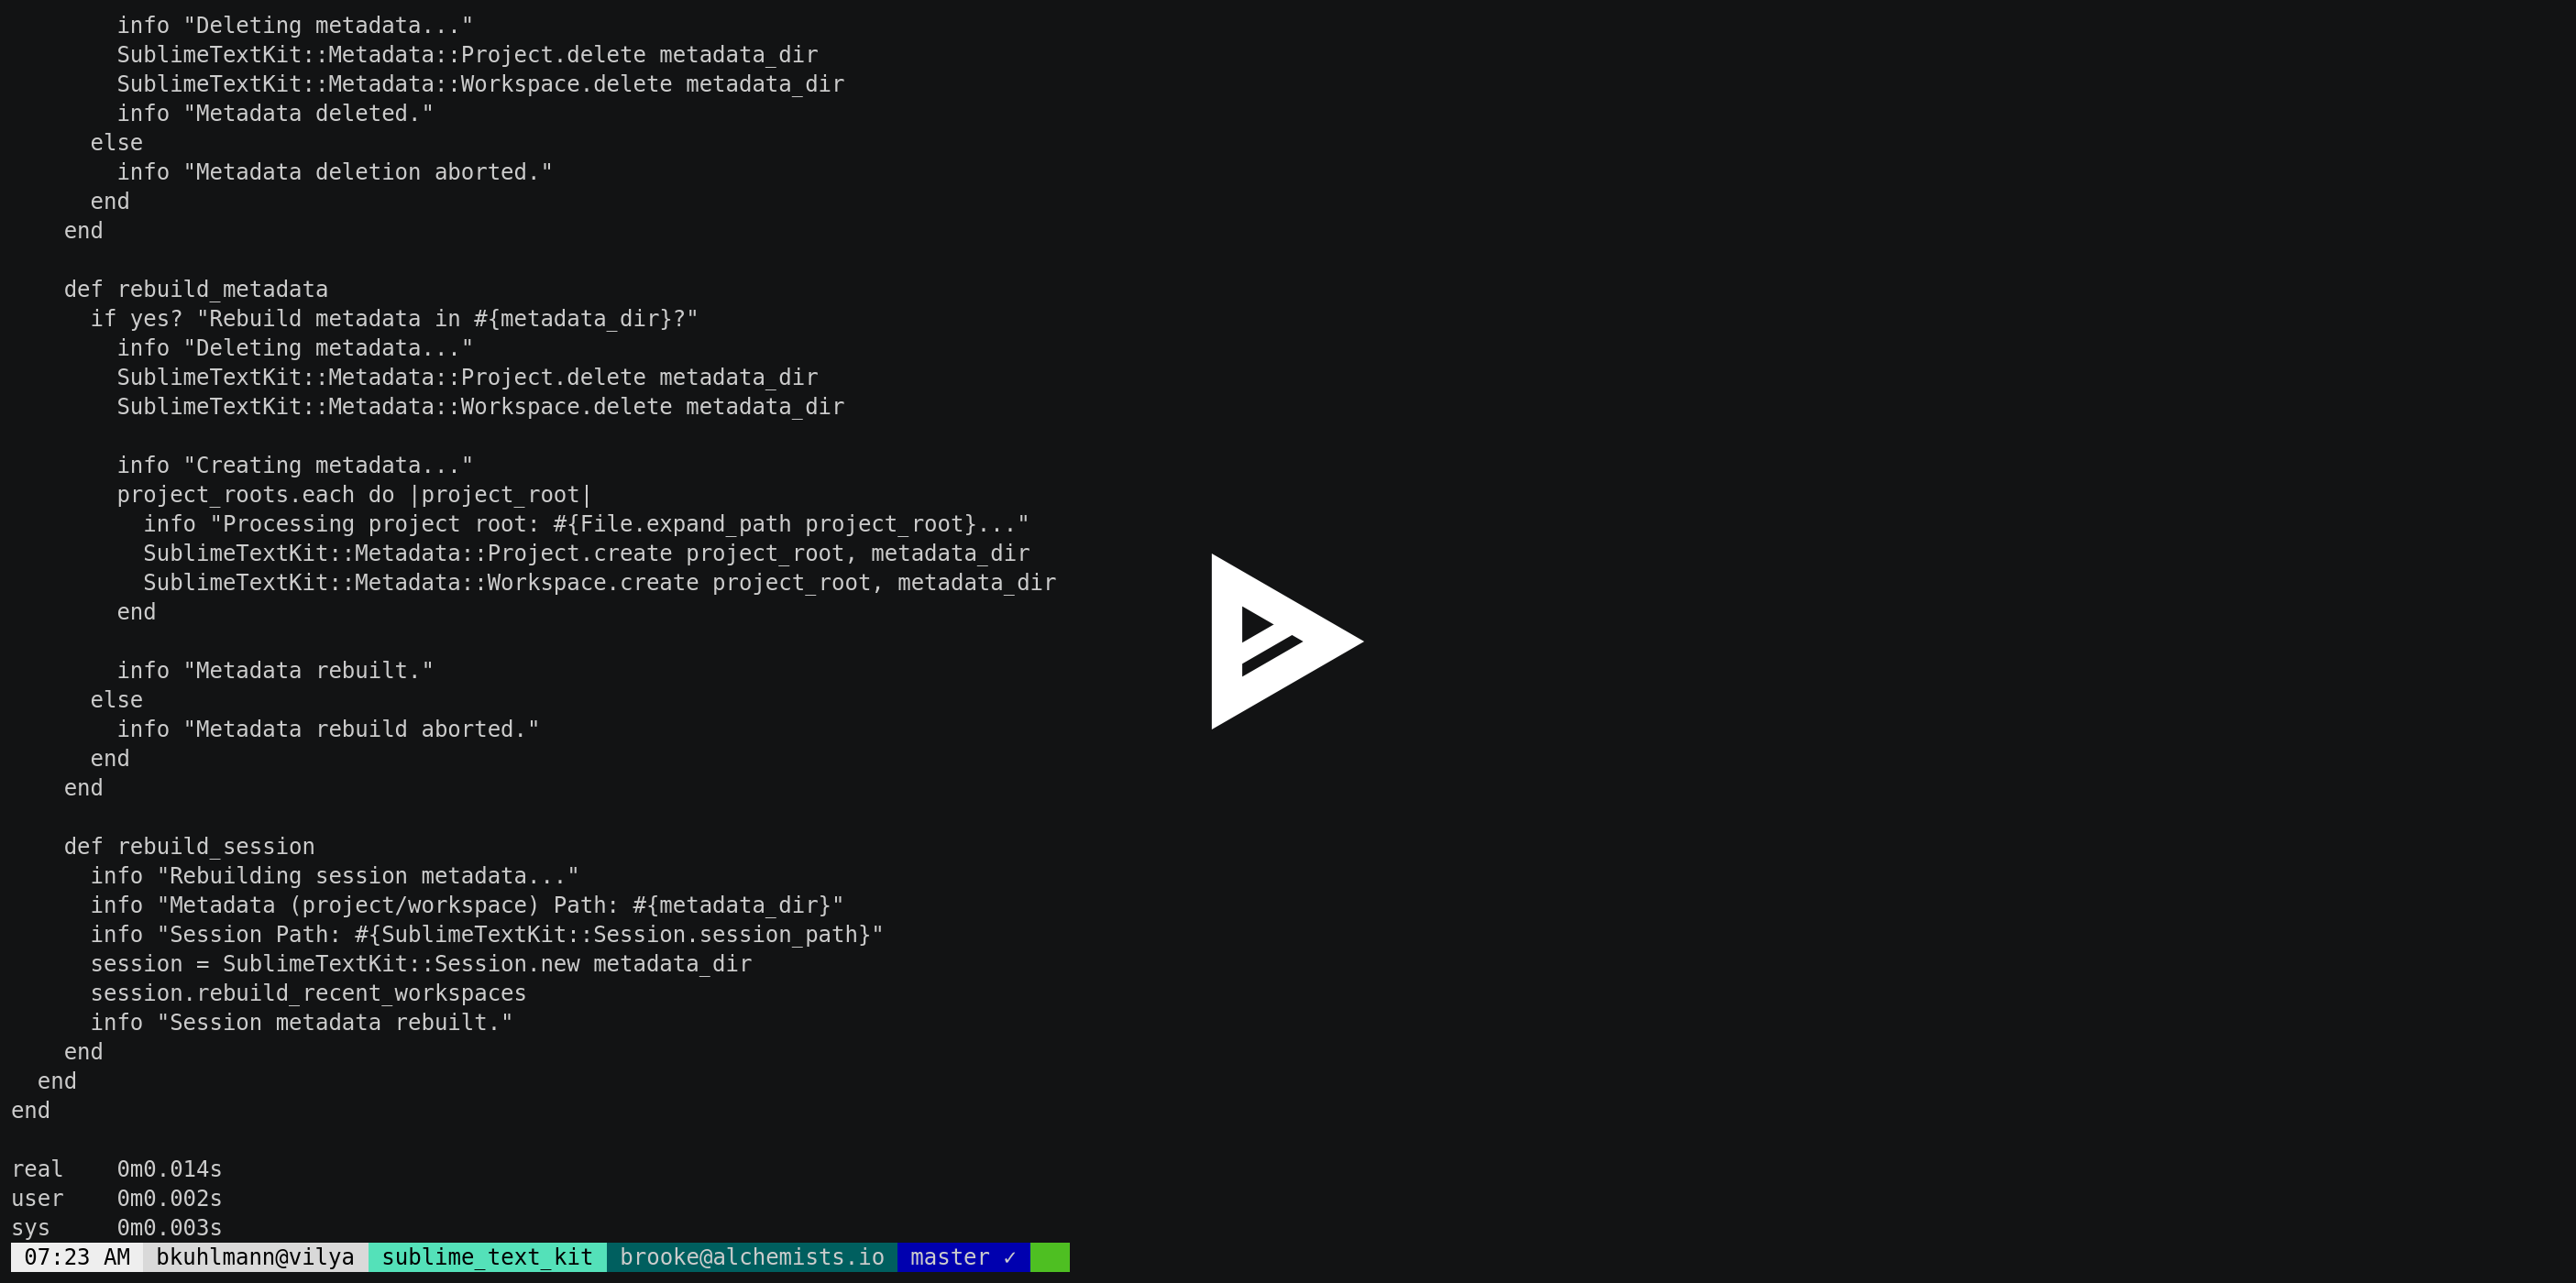 info "Deleting metadata..."
        SublimeTextKit::Metadata::Project.delete metadata_dir
        SublimeTextKit::Metadata::Workspace.delete metadata_dir
        info "Metadata deleted."
      else
        info "Metadata deletion aborted."
      end
    end

    def rebuild_metadata
      if yes? "Rebuild metadata in #{metadata_dir}?"
        info "Deleting metadata..."
        SublimeTextKit::Metadata::Project.delete metadata_dir
        SublimeTextKit::Metadata::Workspace.delete metadata_dir

        info "Creating metadata..."
        project_roots.each do |project_root|
          info "Processing project root: #{File.expand_path project_root}..."
          SublimeTextKit::Metadata::Project.create project_root, metadata_dir
          SublimeTextKit::Metadata::Workspace.create project_root, metadata_dir
        end

        info "Metadata rebuilt."
      else
        info "Metadata rebuild aborted."
      end
    end

    def rebuild_session
      info "Rebuilding session metadata..."
      info "Metadata (project/workspace) Path: #{metadata_dir}"
      info "Session Path: #{SublimeTextKit::Session.session_path}"
      session = SublimeTextKit::Session.new metadata_dir
      session.rebuild_recent_workspaces
      info "Session metadata rebuilt."
    end
  end
end

real    0m0.014s
user    0m0.002s
sys     0m0.003s
 07:23 AM  bkuhlmann@vilya  sublime_text_kit  brooke@alchemists.io  master ✓